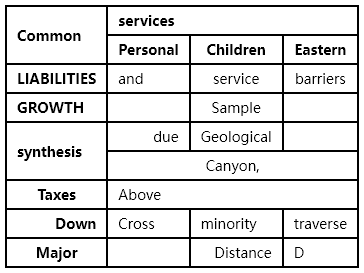 Common services
Personal Children Eastern
LIABILITIES and service barriers
GROWTH Sample
synthesis due Geological
Canyon,
Taxes Above
Down Cross minority traverse
Major Distance D